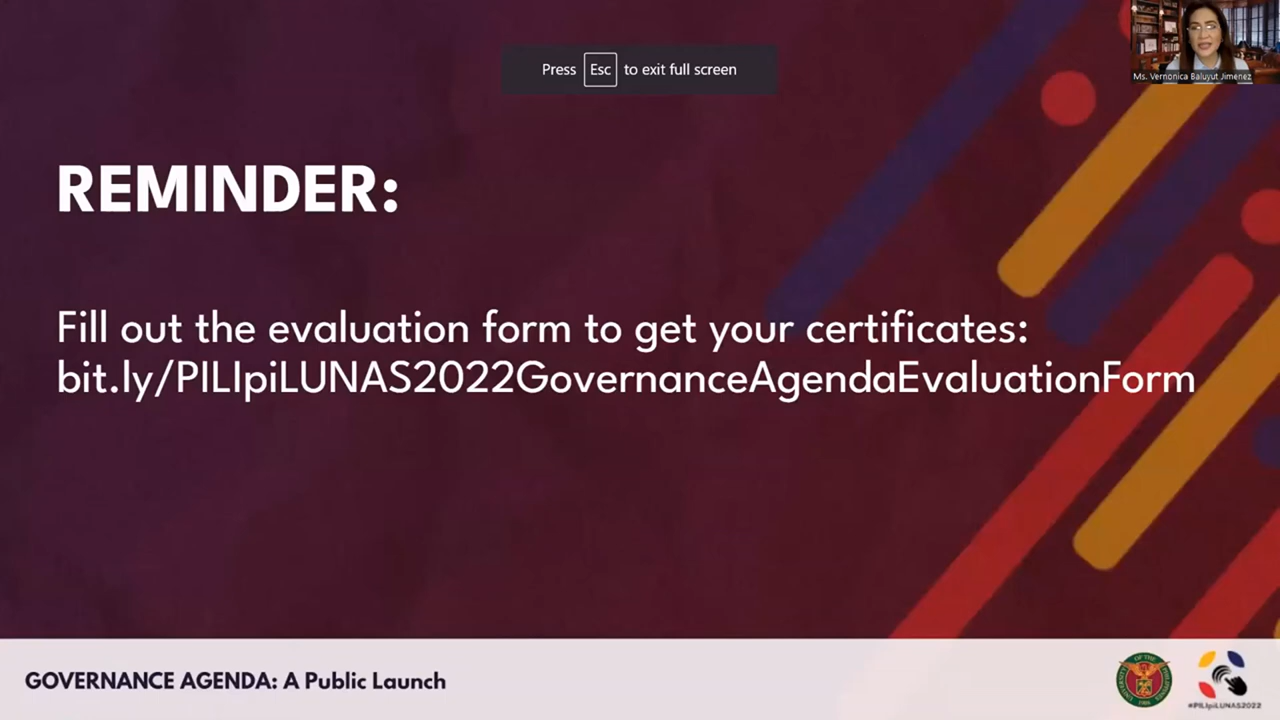 Press Esc to exit full screen
Ms. Vernonica Baluyut Jimenez
REMINDER:
Fill out the evaluation form to get your certificates:
bit.ly/PILIpiLUNAS2022GovernanceAgendaEvaluationForm
GOVERNANCE AGENDA: A Public Launch
#PILIpiLUNAS2022